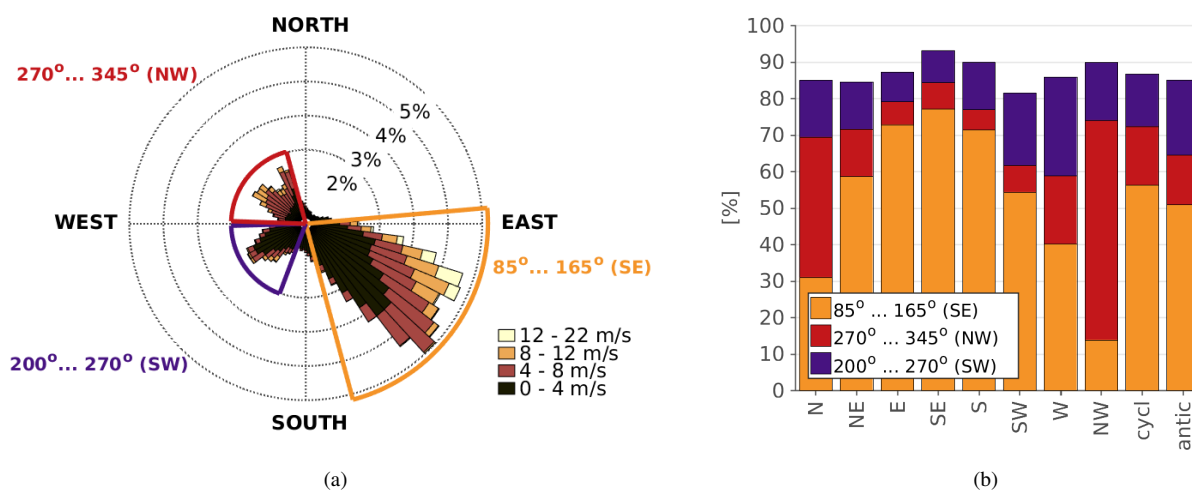 NORTH
270° ... 345° (NW)
5%
4%
3%
2%
WEST
EAST
85°... 165° (SE)
200°... 270° (SW)
SOUTH
12 - 22 m/s
8 - 12 m/s
4 - 8 m/s
0 - 4 m/s
(a)
100
90
80
70
60
50
40
30
20
10
0
[%]
85° ... 165° (SE)
270° ... 345° (NW)
200° ... 270° (SW)
N
NE
E
SE
S
SW
W
NW
cycl
antic
(b)